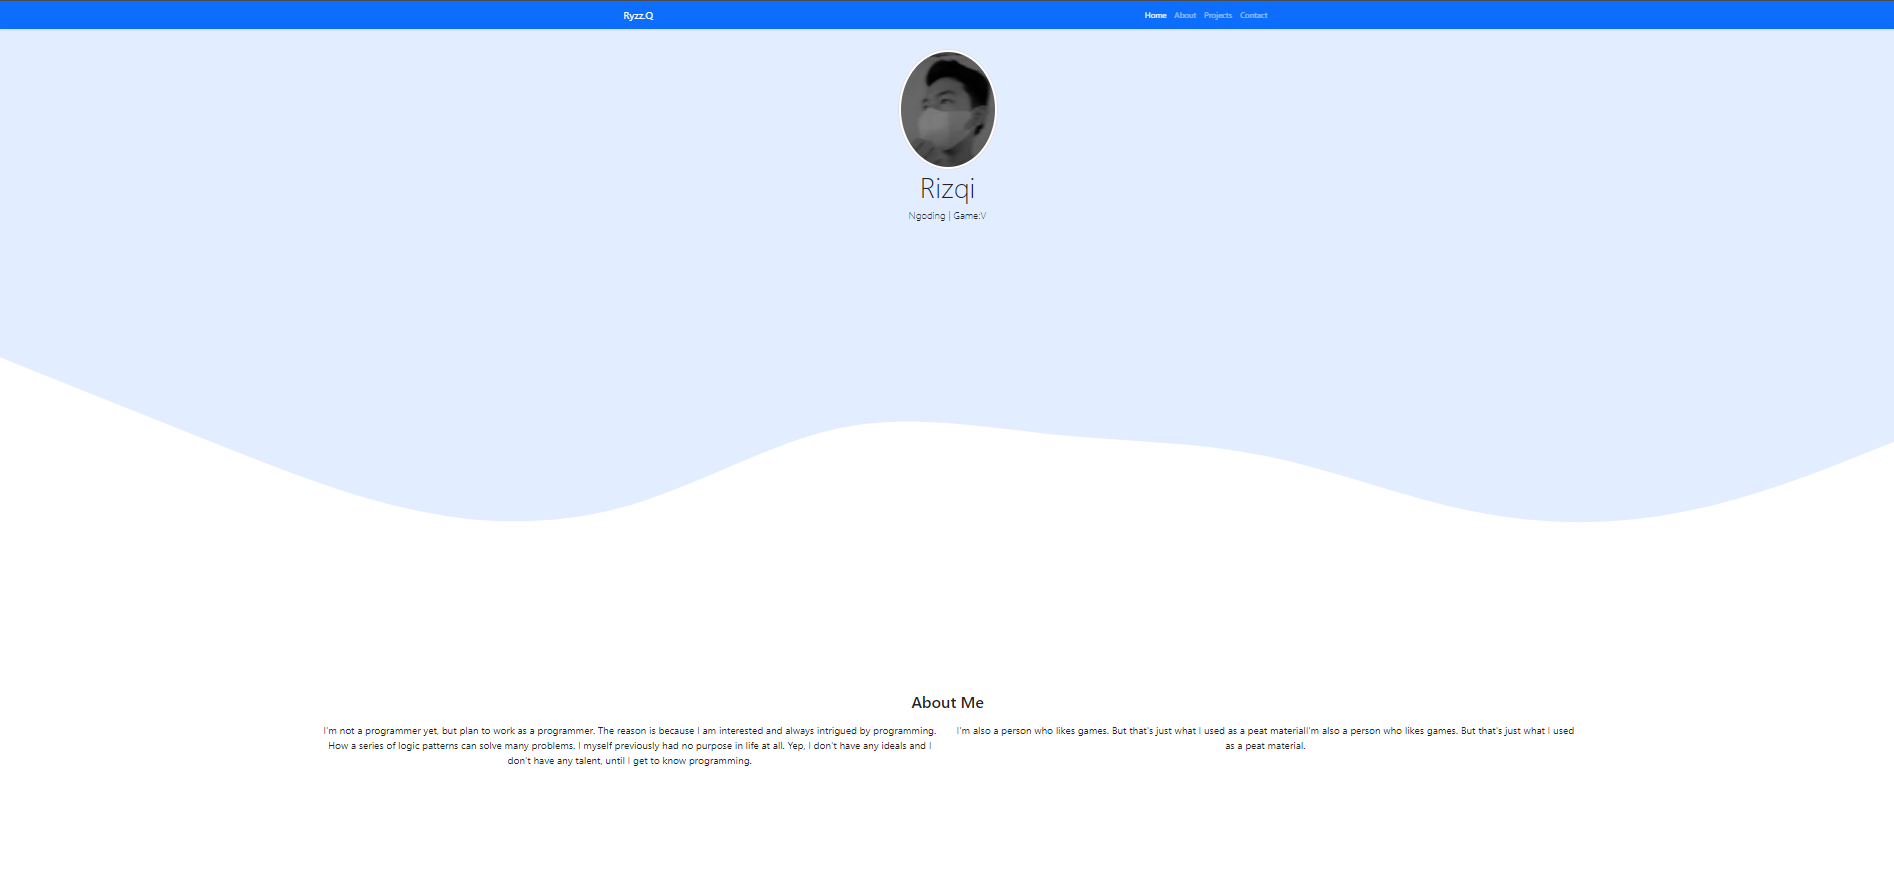 Ryzz.Q
Home About Projects Contact
Rizqi
Ngoding | Game:V
About Me
I'm not a programmer yet, but plan to work as a programmer. The reason is because I am interested and always intrigued by programming.
How a series of logic patterns can solve many problems. I myself previously had no purpose in life at all. Yep, I don't have any ideals and I
don't have any talent, until I get to know programming.
I'm also a person who likes games. But that's just what I used as a peat materialI'm also a person who likes games. But that's just what I used
as a peat material.